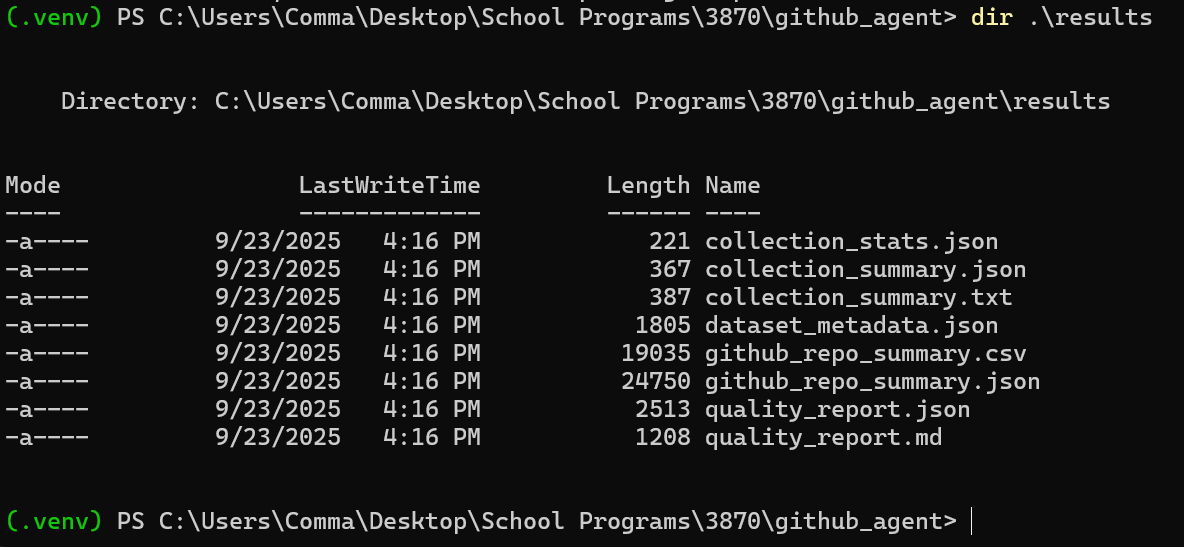 (.venv) PS C:\Users\Comma\Desktop\School Programs\3870\github_agent> dir .\results
Directory: C:\Users\Comma\Desktop\School Programs\3870\github_agent\results
Mode                 LastWriteTime         Length Name
----                 -------------         ------ ----
-a----         9/23/2025   4:16 PM            221 collection_stats.json
-a----         9/23/2025   4:16 PM            367 collection_summary.json
-a----         9/23/2025   4:16 PM            387 collection_summary.txt
-a----         9/23/2025   4:16 PM           1805 dataset_metadata.json
-a----         9/23/2025   4:16 PM          19035 github_repo_summary.csv
-a----         9/23/2025   4:16 PM          24750 github_repo_summary.json
-a----         9/23/2025   4:16 PM           2513 quality_report.json
-a----         9/23/2025   4:16 PM           1208 quality_report.md
(.venv) PS C:\Users\Comma\Desktop\School Programs\3870\github_agent>